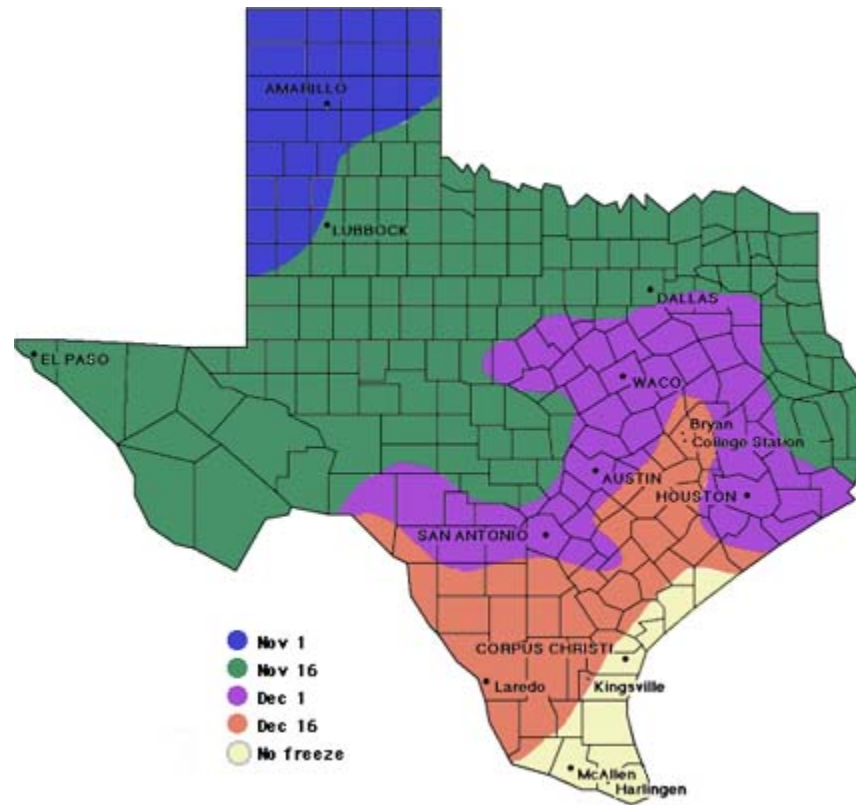 AMARILLO
LUBBOCK
DALLAS
EL PASO
WACO
Bryan
College Station
AUSTIN
HOUSTON
SAN ANTONIO
Nov 1
Nov 16
Dec 1
Dec 16
No freeze
CORPUS CHRISTI
Laredo
Kingsville
McAllen
Harlingen